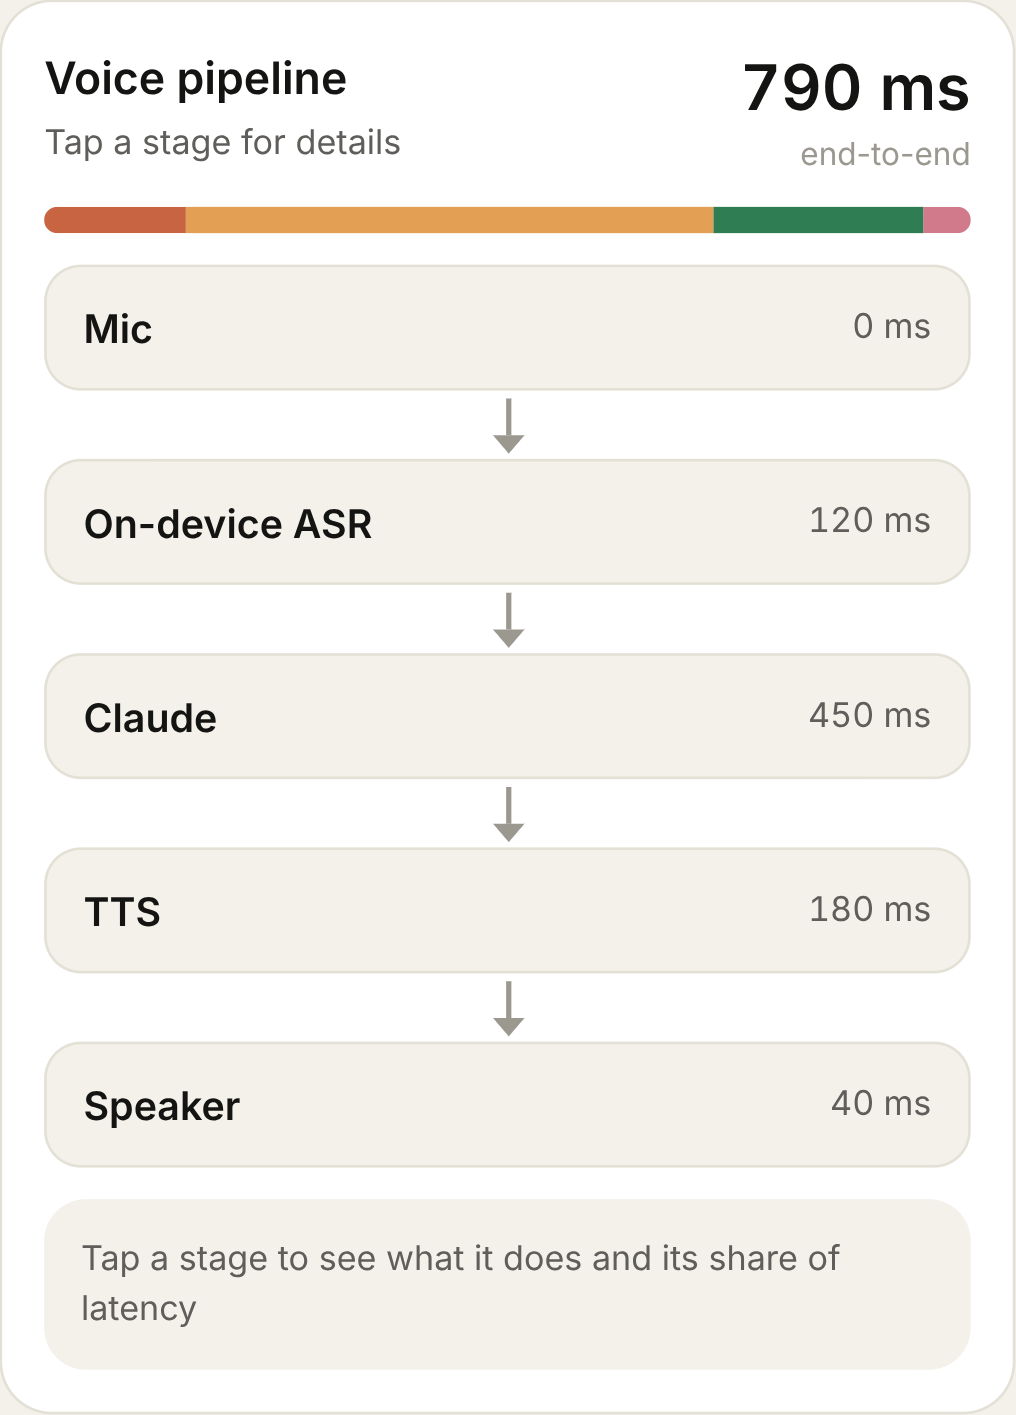 Voice pipeline
790 ms
Tap a stage for details
end-to-end
Mic
0 ms
On-device ASR
120 ms
Claude
450 ms
TTS
180 ms
Speaker
40 ms
Tap a stage to see what it does and its share of
latency